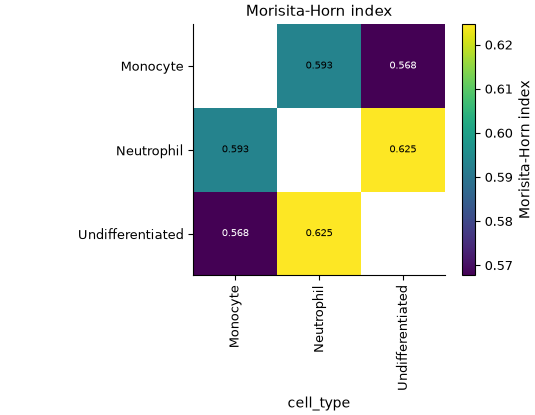 Morisita-Horn index
Monocyte
0.593
0.568
Neutrophil
0.593
0.625
Undifferentiated
0.568
0.625
Monocyte
Neutrophil
Undifferentiated
cell_type
0.62
0.61
0.60
0.59
0.58
0.57
Morisita-Horn index